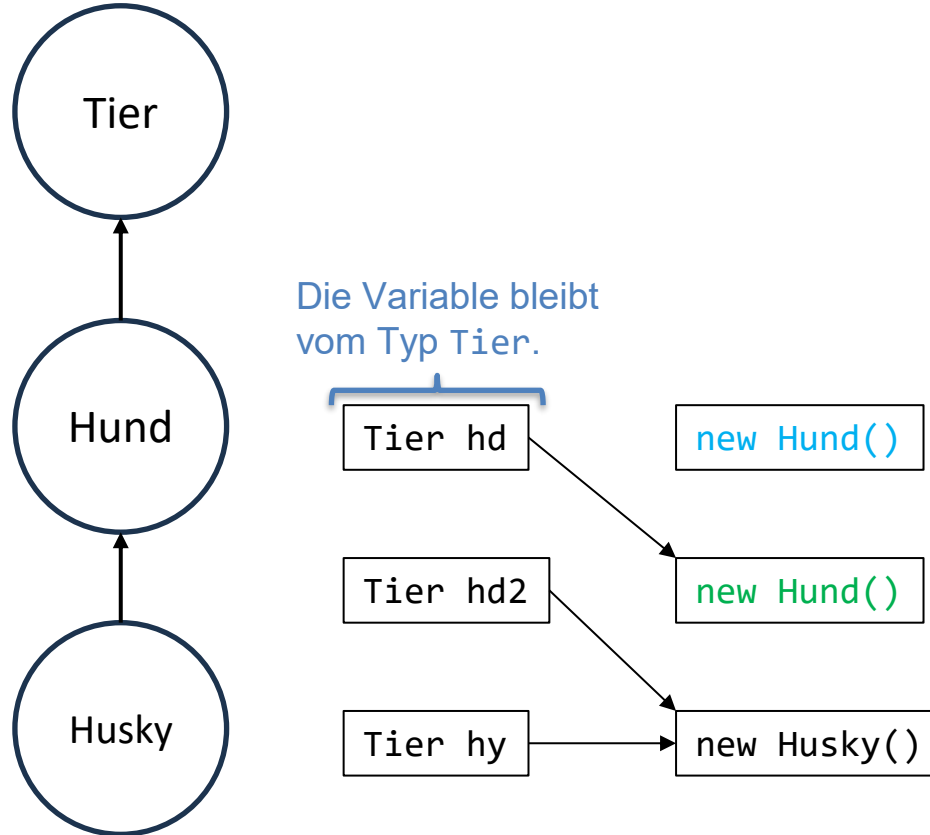 Tier
Hund
Husky
Die Variable bleibt
vom Typ Tier.
Tier hd
new Hund()
Tier hd2
new Hund()
Tier hy
new Husky()